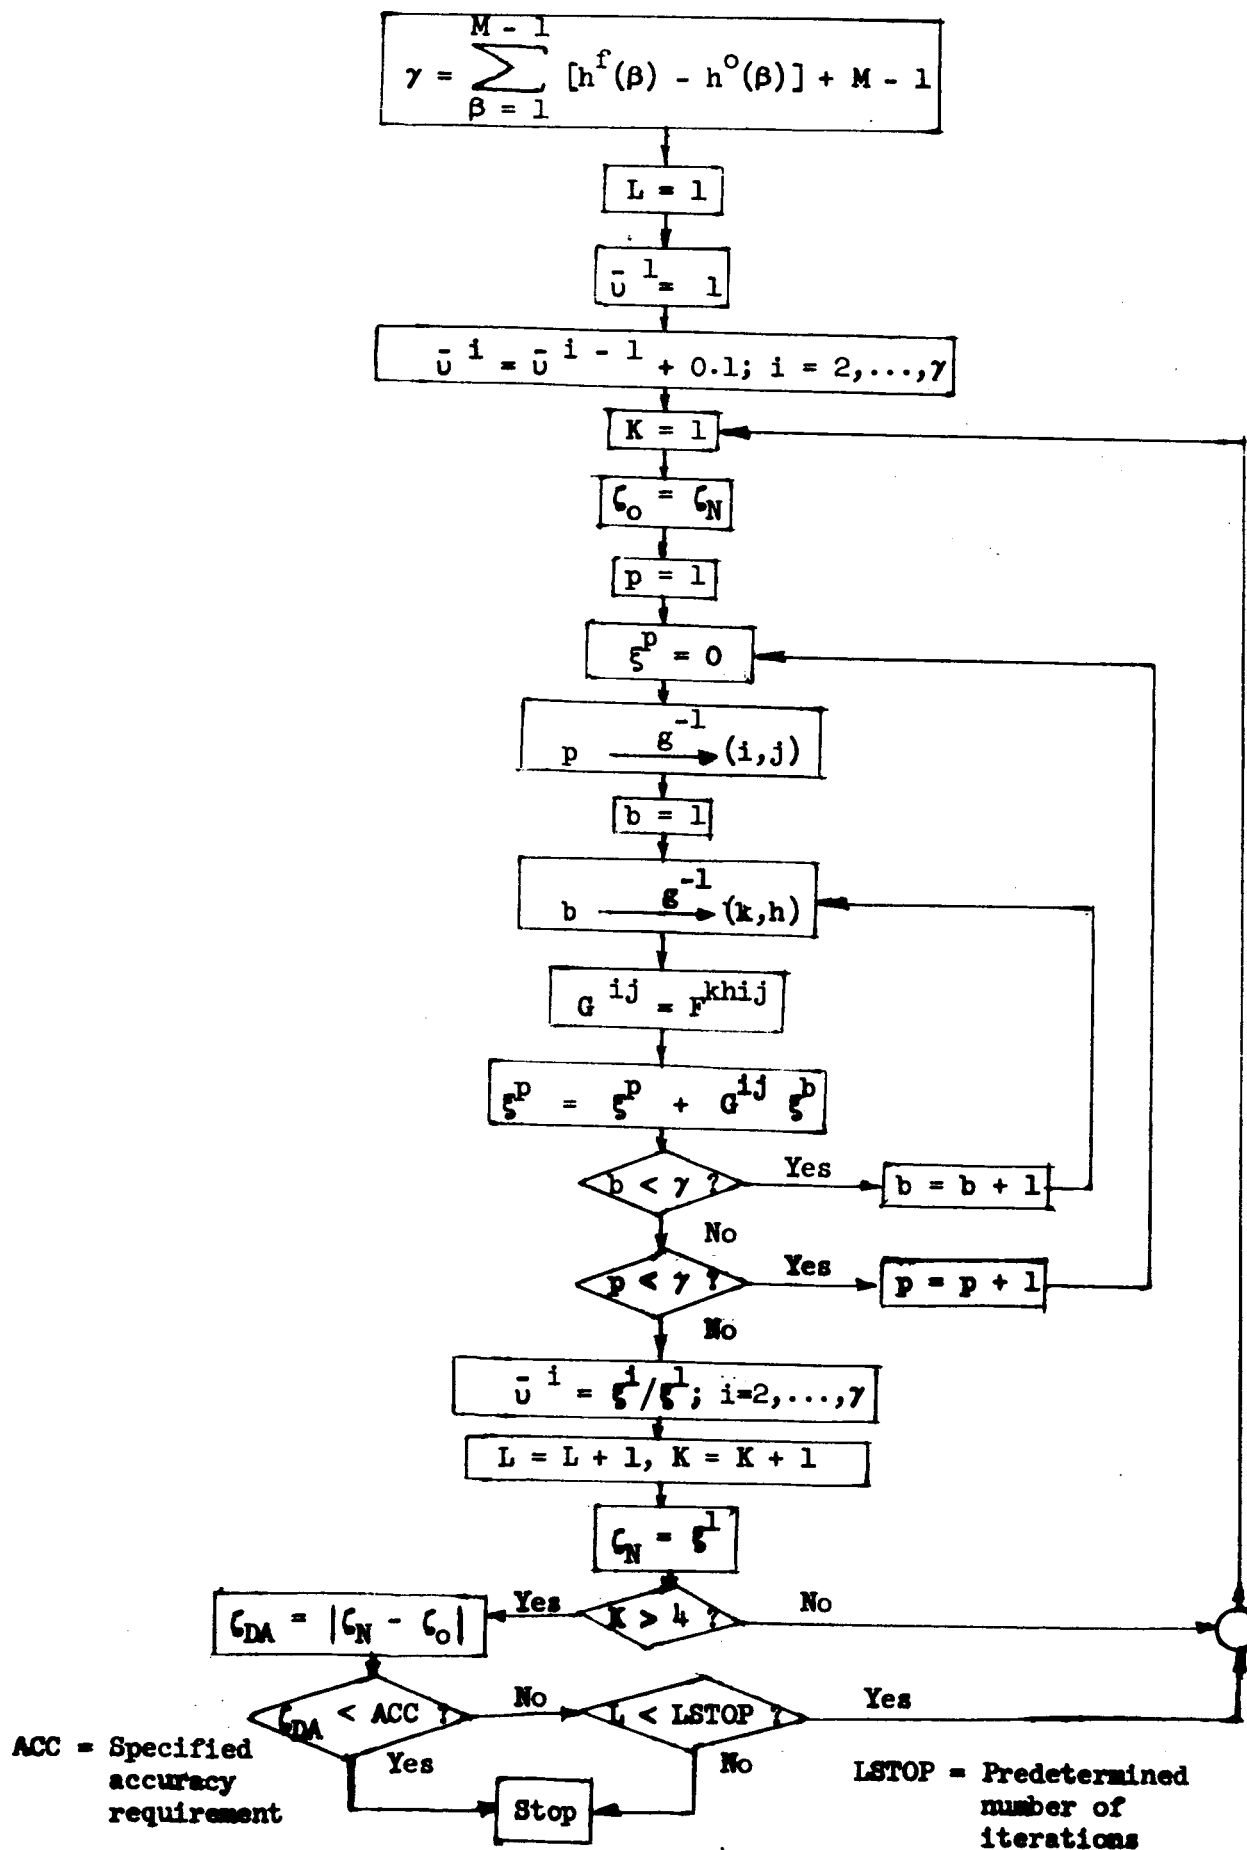 M - 1
γ = ∑ [h^f(β) - h^o(β)] + M - 1
β = 1
L = 1
ῡ^1 = 1
ῡ^i = ῡ^{i - 1} + 0.1; i = 2,...,γ
K = 1
ζ_o = ζ_N
p = 1
ξ^p = 0
p g^{-1} (i,j)
b = 1
b g^{-1} (k,h)
G^{ij} = F^{khij}
ξ^p = ξ^p + G^{ij} ξ^b
b < γ ?
Yes
b = b + 1
No
p < γ ?
Yes
p = p + 1
No
ῡ^i = ξ^i/ξ^1; i=2,...,γ
L = L + 1, K = K + 1
ζ_N = ξ^1
K > 4 ?
Yes
No
ζ_DA = |ζ_N - ζ_o|
ζ_DA < ACC ?
No
L < LSTOP ?
Yes
Yes
No
Stop
ACC = Specified
accuracy
requirement
LSTOP = Predetermined
number of
iterations